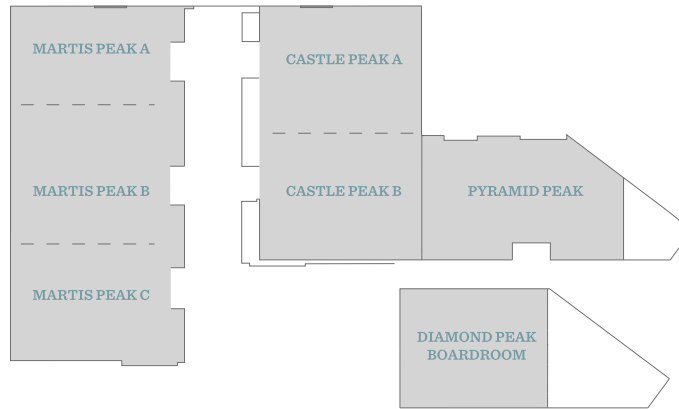 MARTIS PEAK A
CASTLE PEAK A
MARTIS PEAK B
CASTLE PEAK B
PYRAMID PEAK
MARTIS PEAK C
DIAMOND PEAK
BOARDROOM